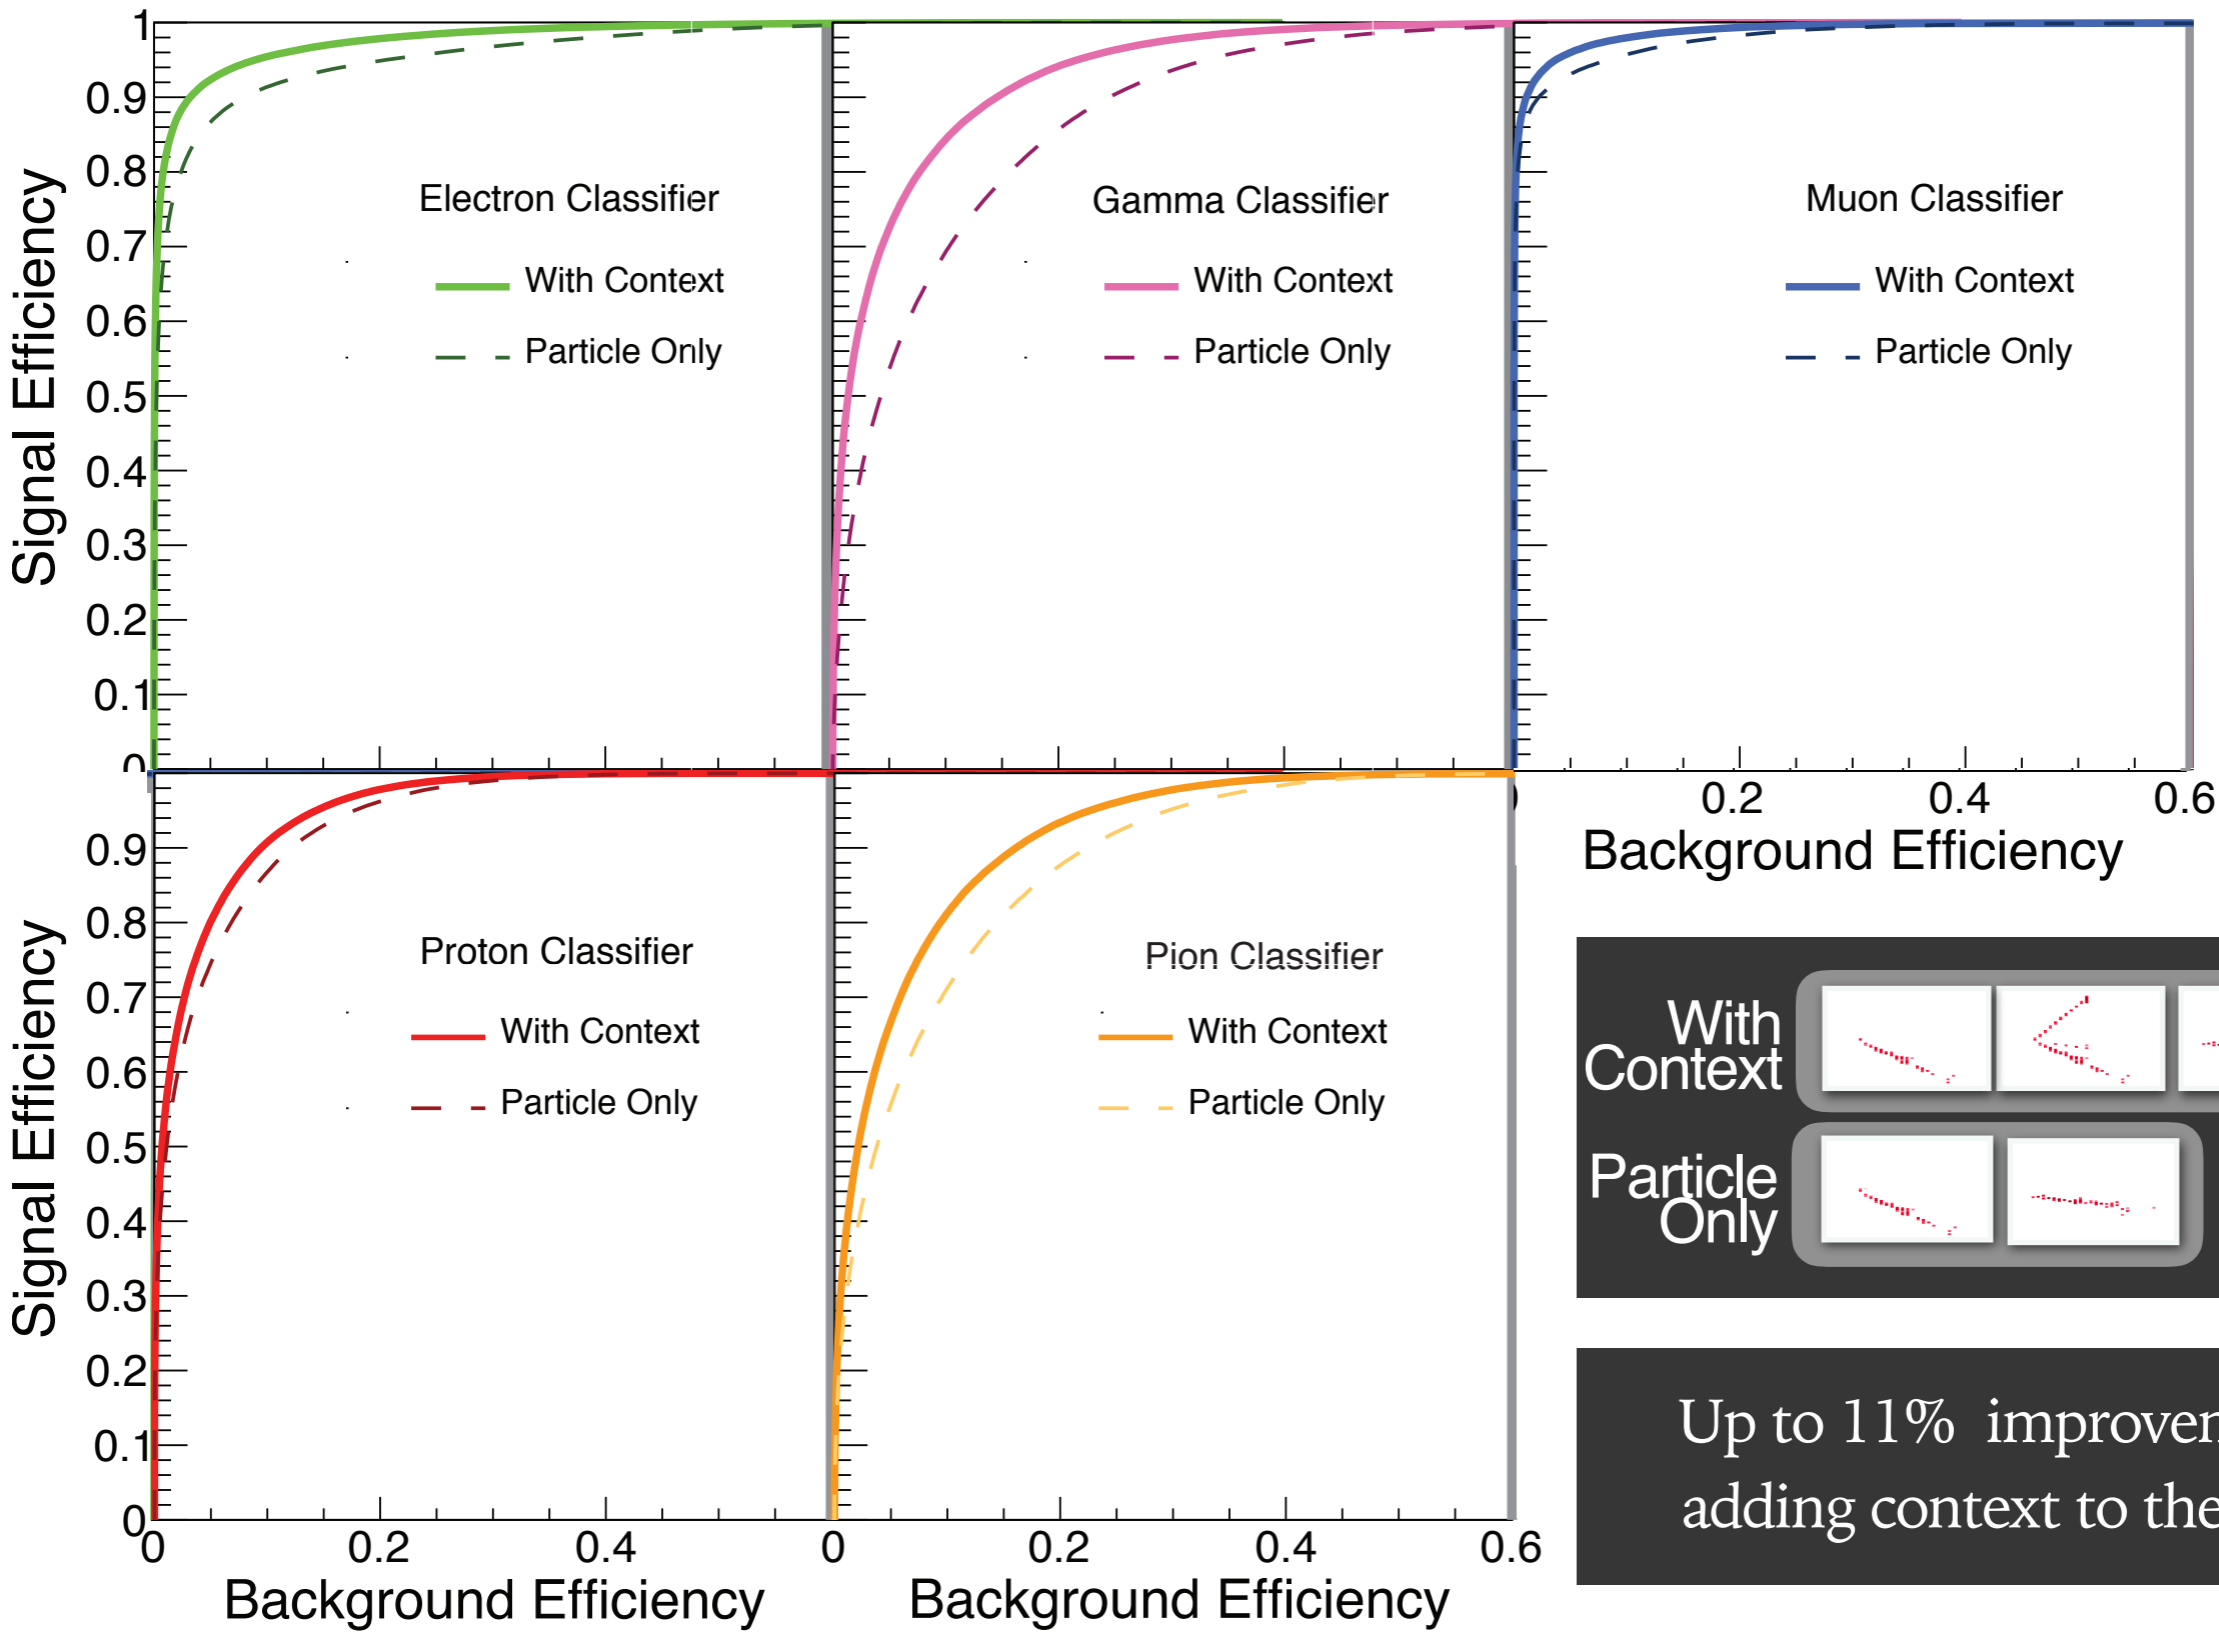 1
0.9
0.8
0.7
0.6
0.5
0.4
0.3
0.2
0.1
0
Signal Efficiency
Electron Classifier
With Context
Particle Only
Gamma Classifier
With Context
Particle Only
Muon Classifier
With Context
Particle Only
0.2 0.4 0.6
Background Efficiency
0.9
0.8
0.7
0.6
0.5
0.4
0.3
0.2
0.1
0
Signal Efficiency
Proton Classifier
With Context
Particle Only
0 0.2 0.4
Background Efficiency
Pion Classifier
With Context
Particle Only
0 0.2 0.4 0.6
Background Efficiency
With
Context
Particle
Only
Up to 11% 
adding context to the